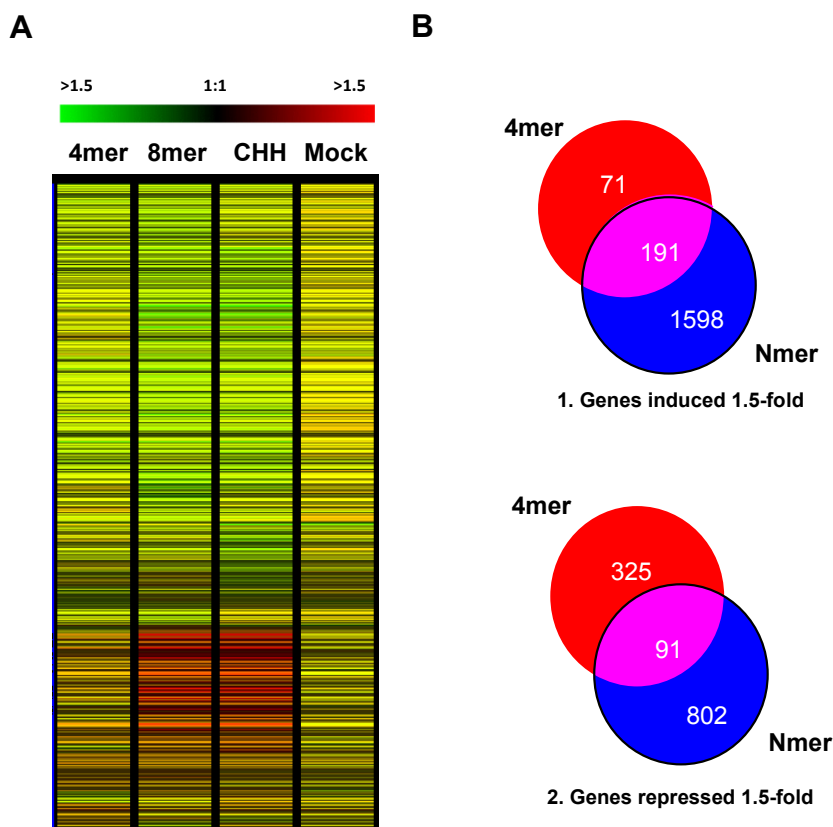 A
>1.5 1:1 >1.5
4mer 8mer CHH Mock
B
4mer
71
191
1598
Nmer
1. Genes induced 1.5-fold
4mer
325
91
802
Nmer
2. Genes repressed 1.5-fold